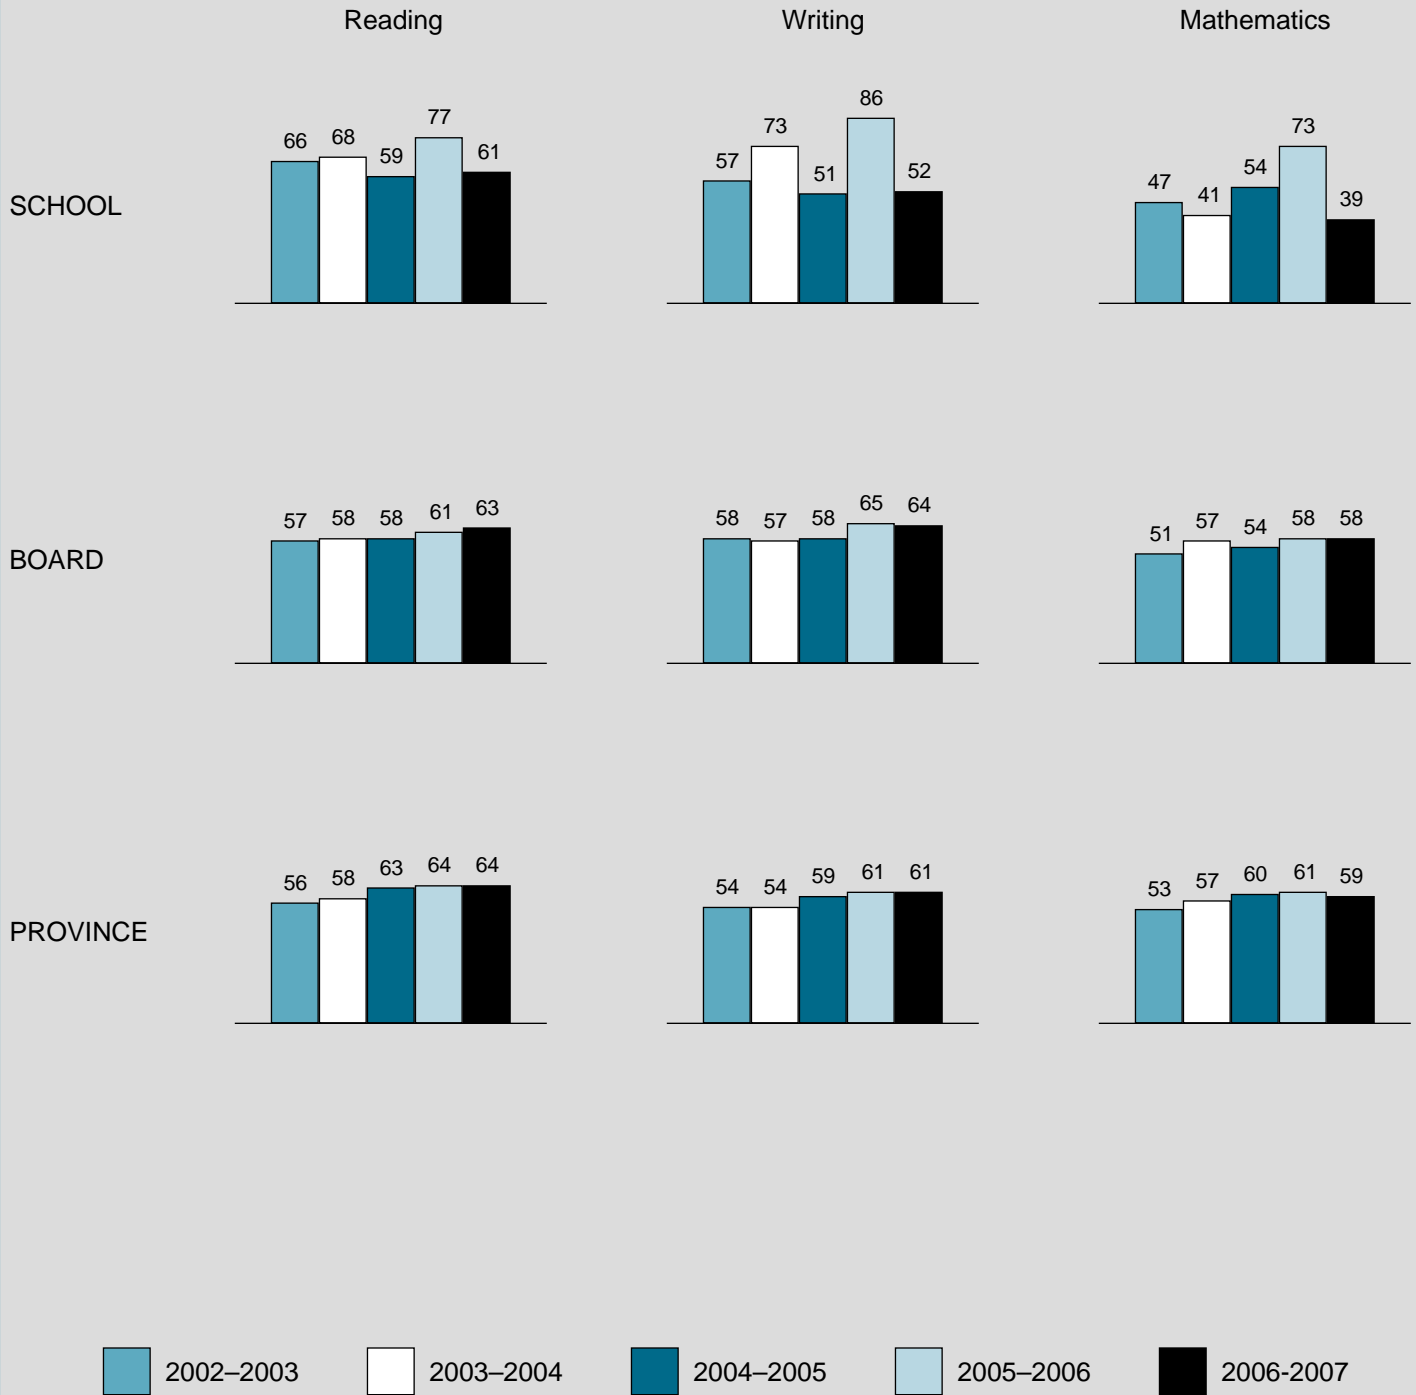 Reading Writing Mathematics
SCHOOL
66 68 59 77 61
57 73 51 86 52
47 41 54 73 39
BOARD
57 58 58 61 63
58 57 58 65 64
51 57 54 58 58
PROVINCE
56 58 63 64 64
54 54 59 61 61
53 57 60 61 59
2002–2003 2003–2004 2004–2005 2005–2006 2006-2007